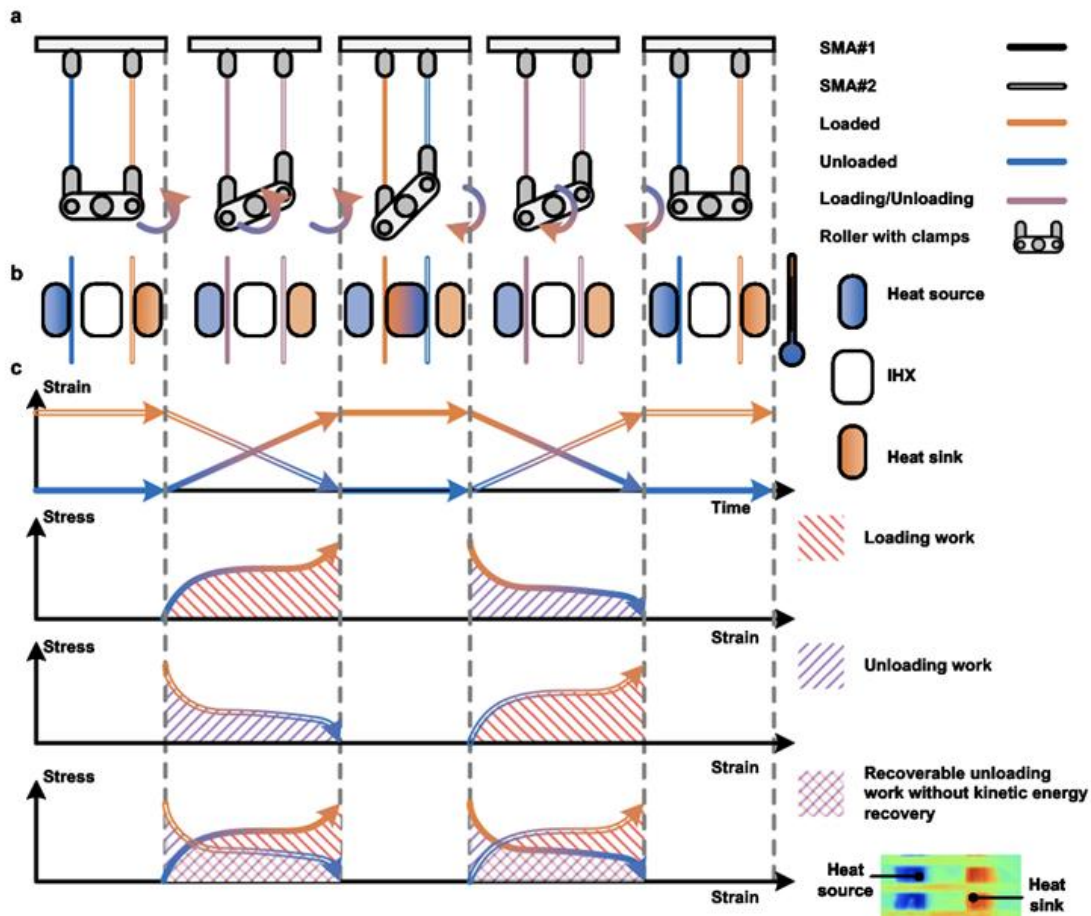 a
SMA#1
SMA#2
Loaded
Unloaded
Loading/Unloading
Roller with clamps
b
Heat source
IHX
Heat sink
c
Strain
Time
Stress
Strain
Loading work
Stress
Strain
Unloading work
Stress
Strain
Recoverable unloading
work without kinetic energy
recovery
Heat
source
Heat
sink